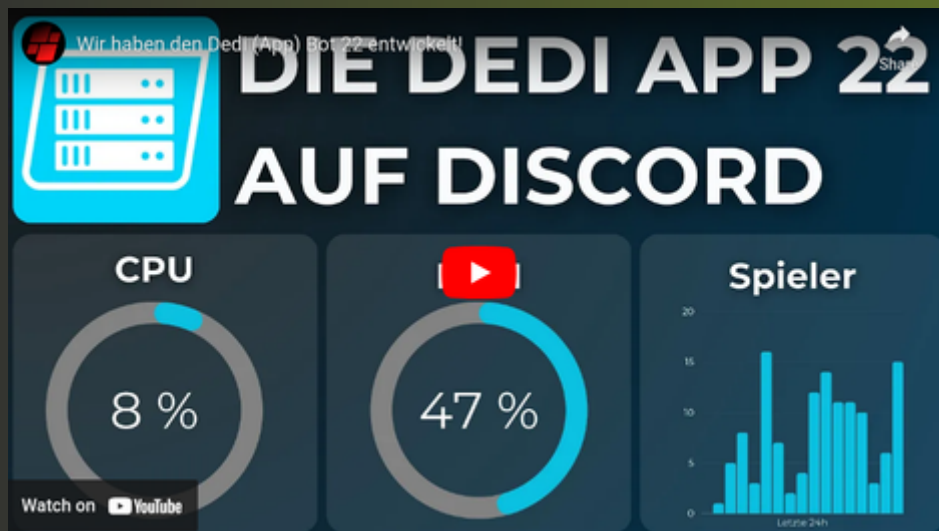 Wir haben den Dedi (App) Bot 22 entwickelt!
Share
DIE DEDI APP 22
AUF DISCORD
CPU
Spieler
8 %
47 %
20
15
10
5
0
Letzte 24h
Watch on YouTube